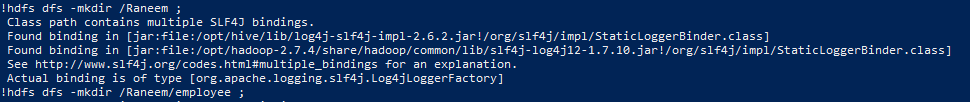 !hdfs dfs -mkdir /Raneem ;
Class path contains multiple SLF4J bindings.
Found binding in [jar:file:/opt/hive/lib/log4j-slf4j-impl-2.6.2.jar!/org/slf4j/impl/StaticLoggerBinder.class]
Found binding in [jar:file:/opt/hadoop-2.7.4/share/hadoop/common/lib/slf4j-log4j12-1.7.10.jar!/org/slf4j/impl/StaticLoggerBinder.class]
See http://www.slf4j.org/codes.html#multiple_bindings for an explanation.
Actual binding is of type [org.apache.logging.slf4j.Log4jLoggerFactory]
!hdfs dfs -mkdir /Raneem/employee ;